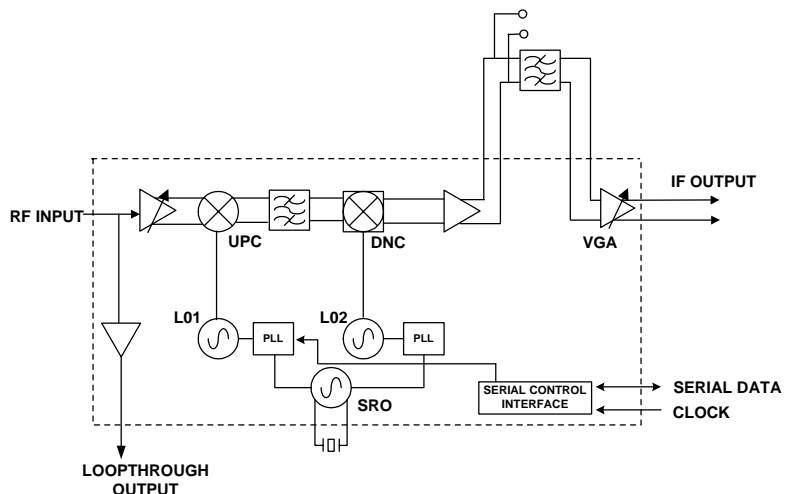 RF INPUT
UPC
DNC
VGA
IF OUTPUT
L01
PLL
L02
PLL
SRO
SERIAL CONTROL
INTERFACE
SERIAL DATA
CLOCK
LOOPTHROUGH
OUTPUT